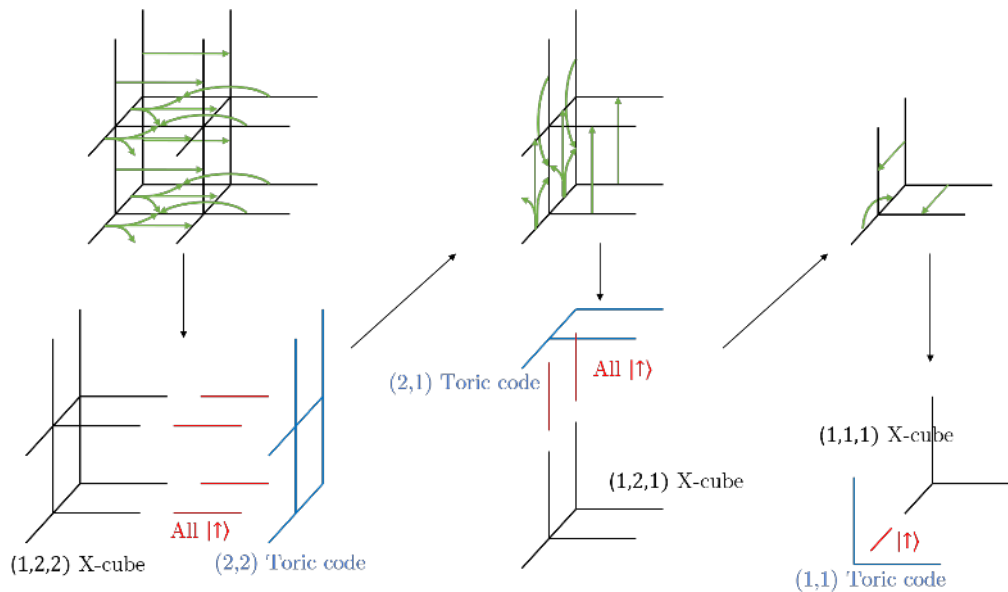 (2,1) Toric code
All |↑⟩
(1,1,1) X-cube
(1,2,1) X-cube
All |↑⟩
|↑⟩
(1,2,2) X-cube
(2,2) Toric code
(1,1) Toric code